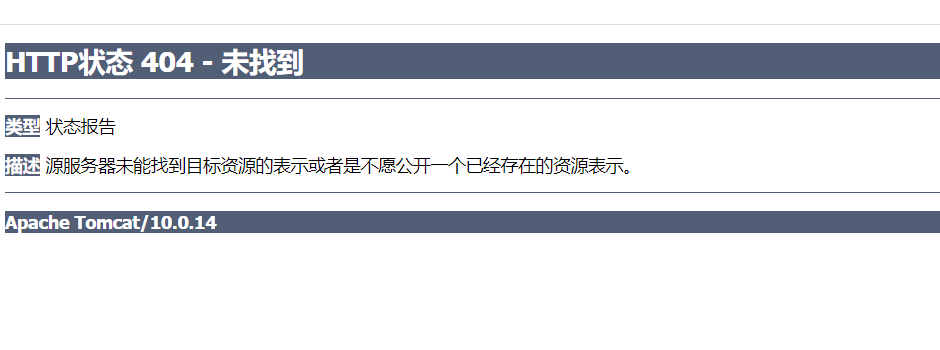 HTTP状态 404 - 未找到
类型 状态报告
描述 源服务器未能找到目标资源的表示或者是不愿公开一个已经存在的资源表示。
Apache Tomcat/10.0.14